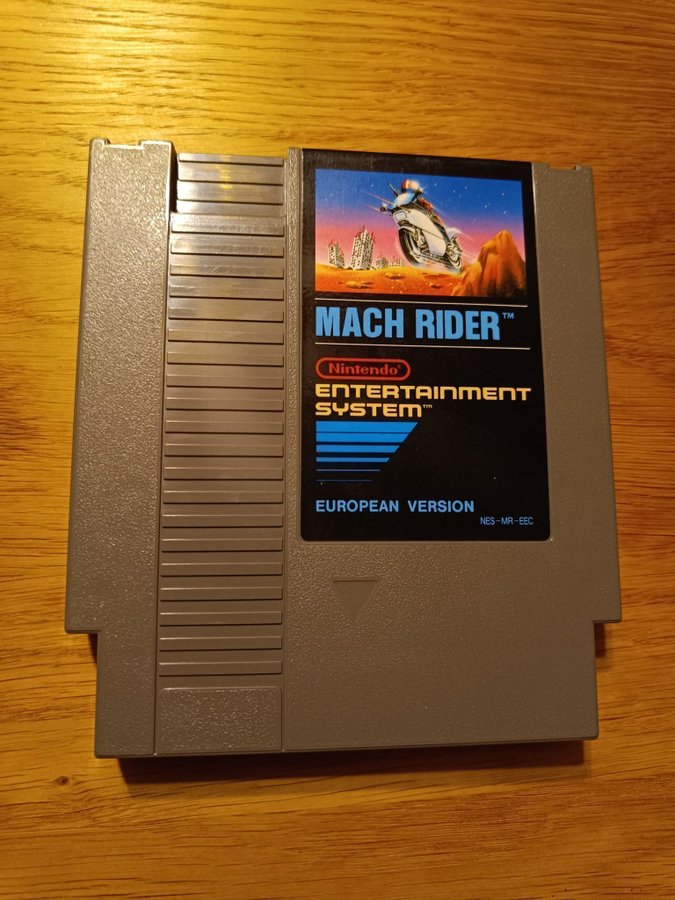 MACH RIDER™
Nintendo®
ENTERTAINMENT
SYSTEM™
EUROPEAN VERSION
NES-MR-EEC